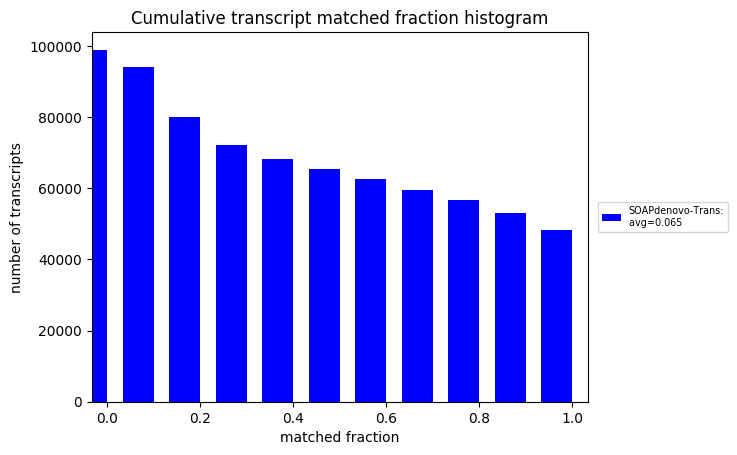 Cumulative transcript matched fraction histogram
number of transcripts
100000
80000
60000
40000
20000
0
0.0 0.2 0.4 0.6 0.8 1.0
matched fraction
SOAPdenovo-Trans:
avg=0.065